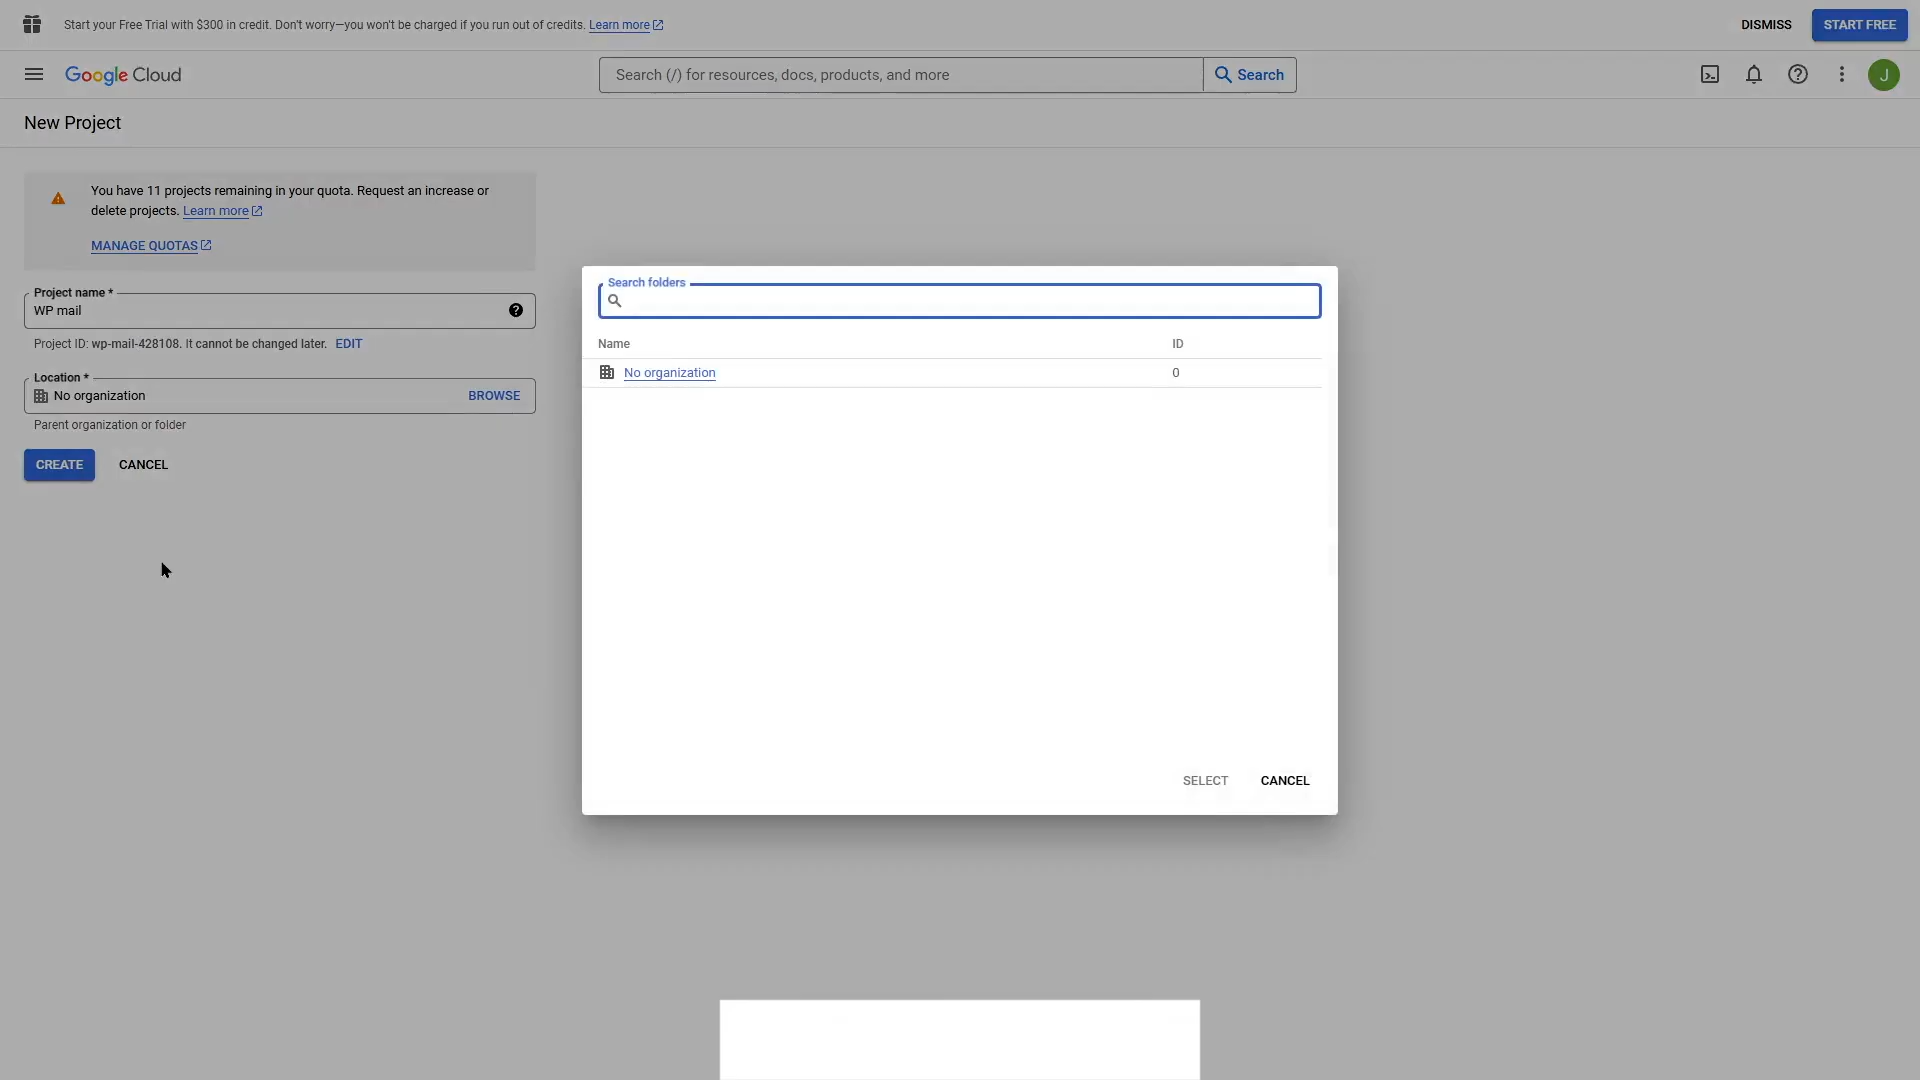 Start your Free Trial with $300 in credit. Don't worry—you won't be charged if you run out of credits. Learn more
DISMISS
START FREE
Google Cloud
Search (/) for resources, docs, products, and more
Search
J
New Project
You have 11 projects remaining in your quota. Request an increase or
delete projects. Learn more
MANAGE QUOTAS
Project name *
WP mail
Project ID: wp-mail-428108. It cannot be changed later. EDIT
Location *
No organization
BROWSE
Parent organization or folder
CREATE
CANCEL
Search folders
Name
ID
No organization
0
SELECT
CANCEL